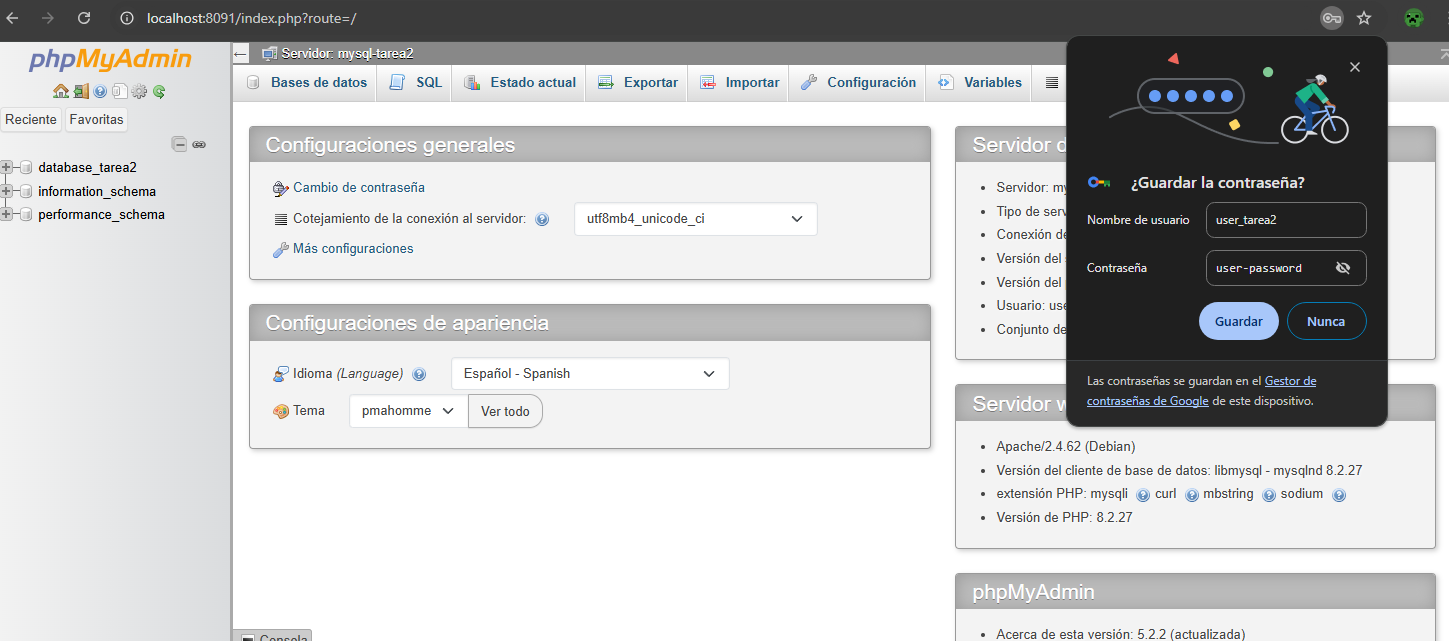 localhost:8091/index.php?route=/
phpMyAdmin
Reciente
Favoritas
database_tarea2
information_schema
performance_schema
Servidor: mysql-tarea2
Bases de datos
SQL
Estado actual
Exportar
Importar
Configuración
Variables
Configuraciones generales
Cambio de contraseña
Cotejamiento de la conexión al servidor:
utf8mb4_unicode_ci
Más configuraciones
Configuraciones de apariencia
Idioma (Language)
Español - Spanish
Tema
pmahomme
Ver todo
Consola
Servidor d
Servidor: my
Tipo de serv
Conexión de
Versión del
Versión del
Usuario: use
Conjunto de
Servidor w
Apache/2.4.62 (Debian)
Versión del cliente de base de datos: libmysql - mysqlnd 8.2.27
extensión PHP: mysqli curl mbstring sodium
Versión de PHP: 8.2.27
phpMyAdmin
Acerca de esta versión: 5.2.2 (actualizada)
¿Guardar la contraseña?
Nombre de usuario
user_tarea2
Contraseña
user-password
Guardar
Nunca
Las contraseñas se guardan en el Gestor de
contraseñas de Google de este dispositivo.